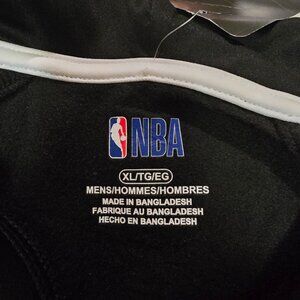 NBA
XL/TG/EG
MENS/HOMMES/HOMBRES
MADE IN BANGLADESH
FABRIQUE AU BANGLADESH
HECHO EN BANGLADESH